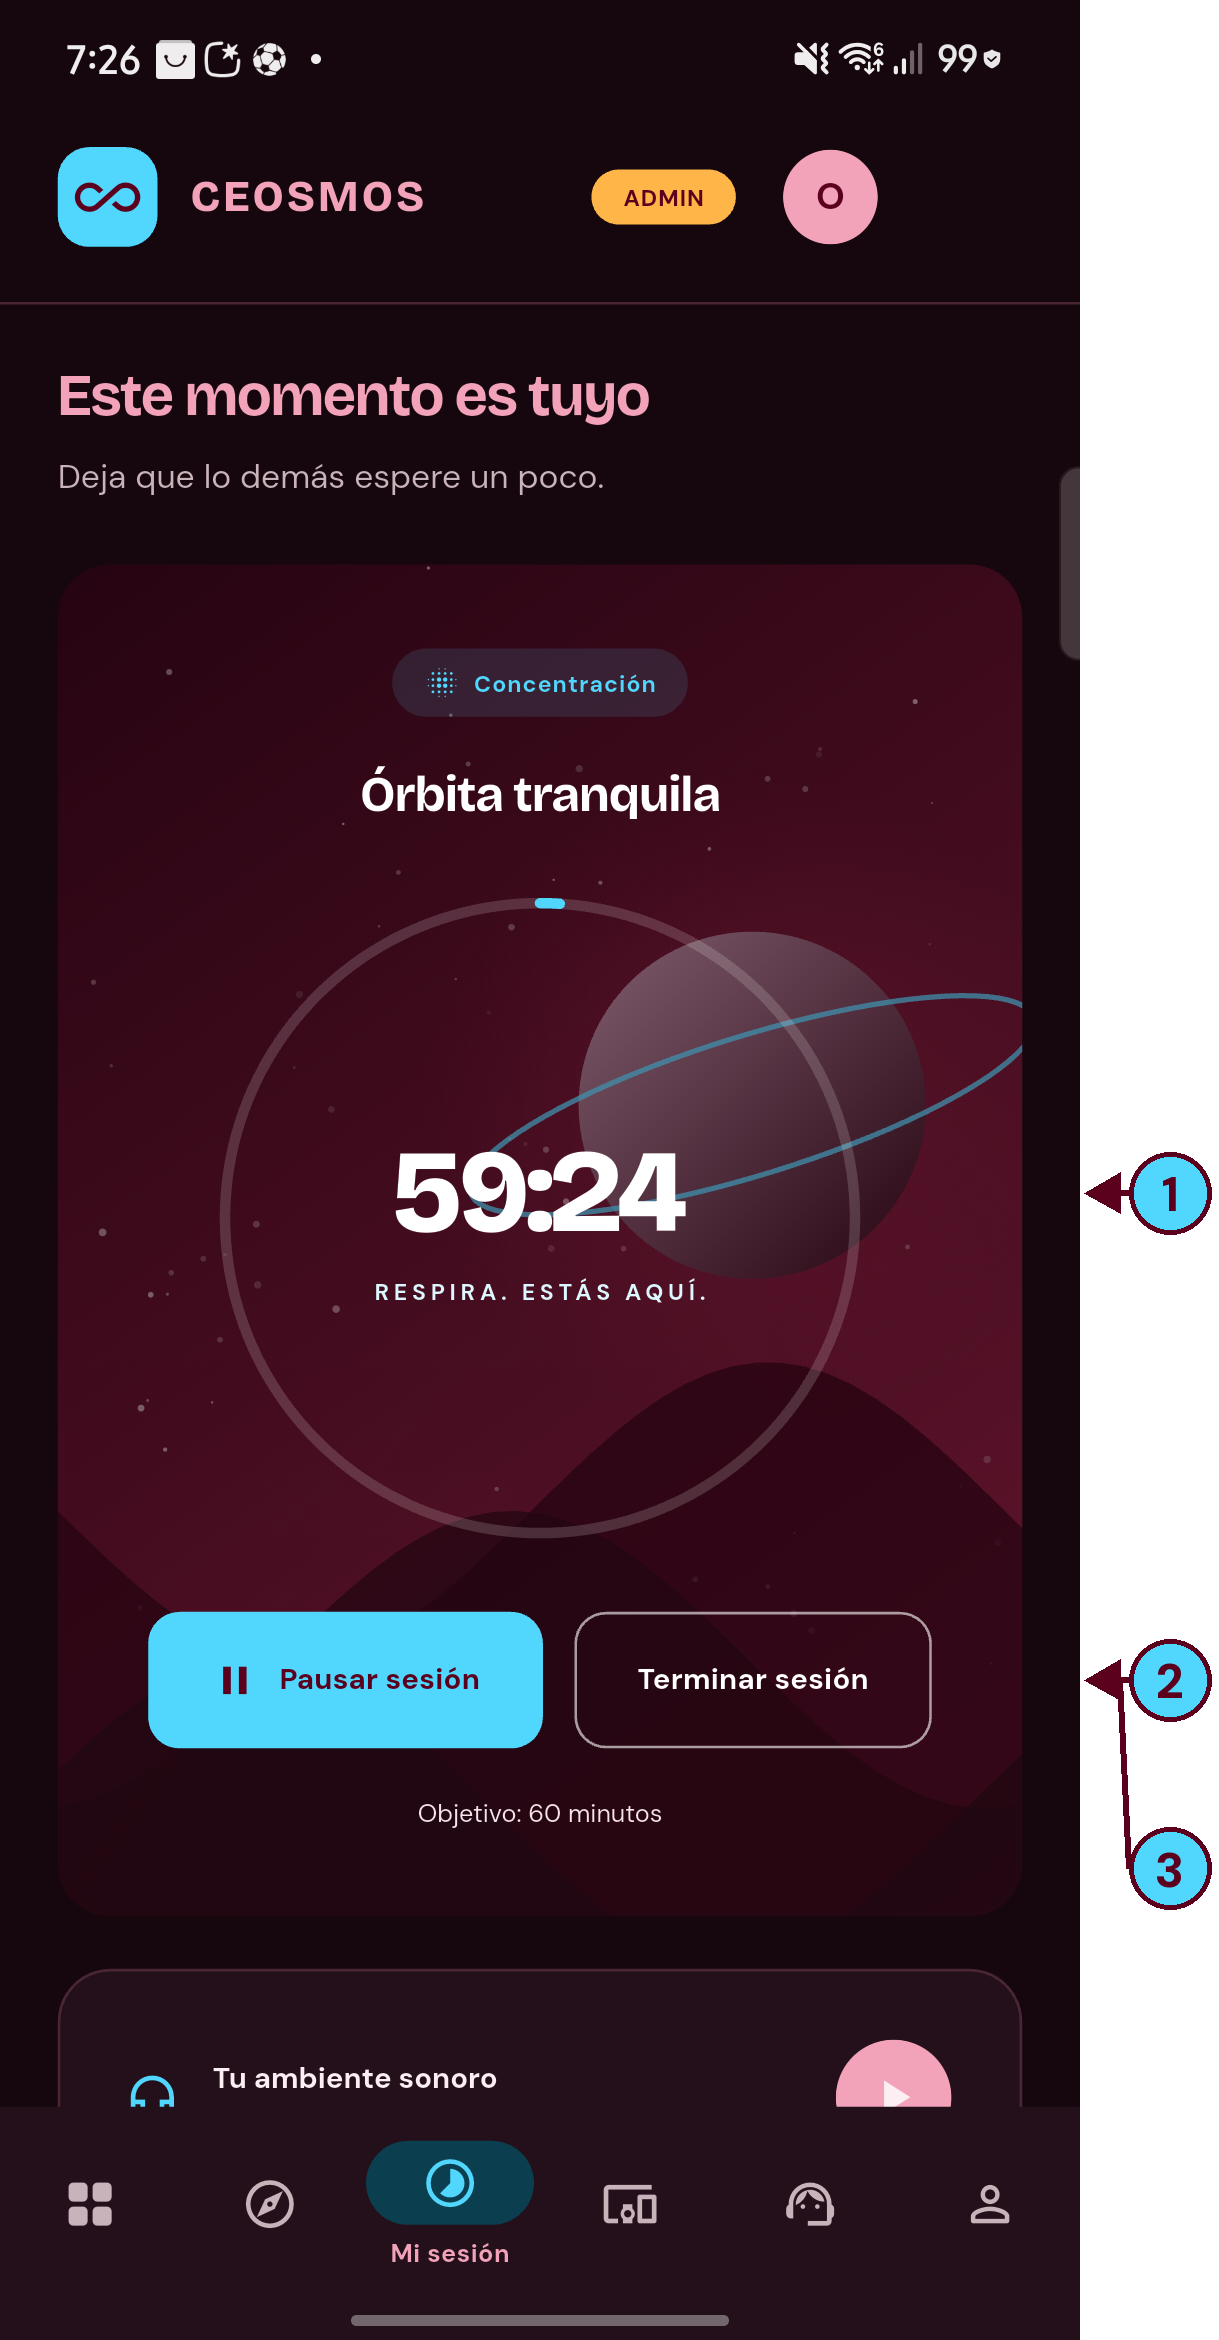 7:26
6
99
CEOSMOS
ADMIN
O
Este momento es tuyo
Deja que lo demás espere un poco.
Concentración
Órbita tranquila
59:24
RESPIRA. ESTÁS AQUÍ.
1
Pausar sesión
Terminar sesión
2
Objetivo: 60 minutos
3
Tu ambiente sonoro
Mi sesión